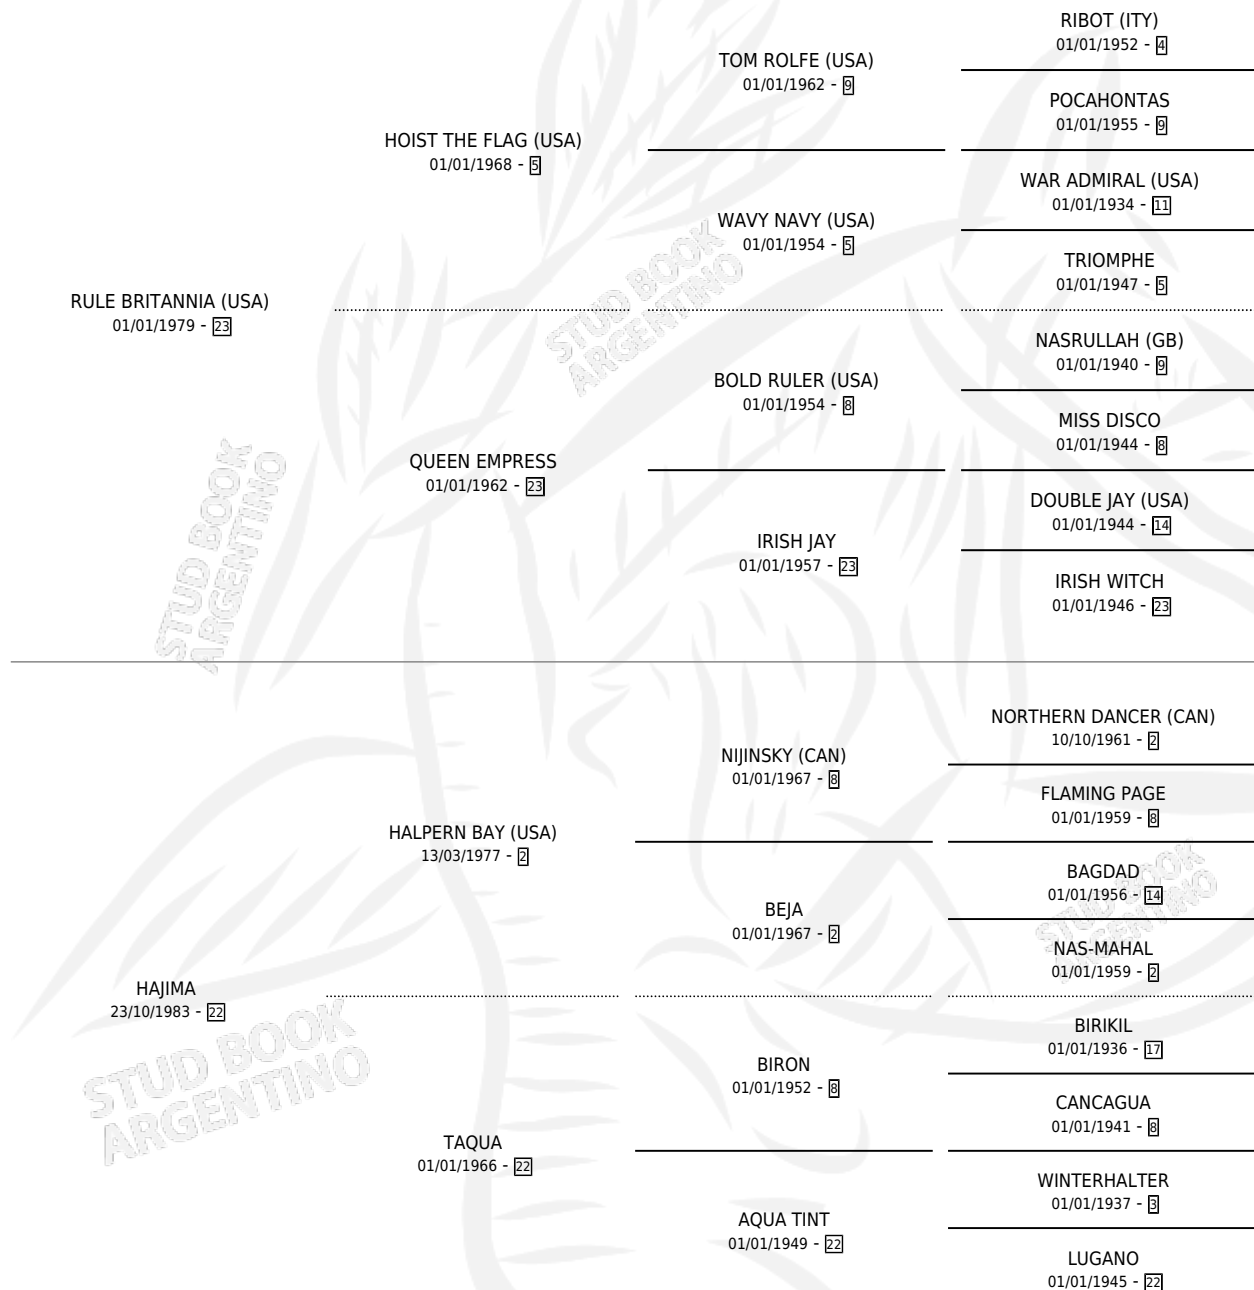 RIBOT (ITY)
01/01/1952 - 4
TOM ROLFE (USA)
01/01/1962 - 9
POCAHONTAS
01/01/1955 - 9
HOIST THE FLAG (USA)
01/01/1968 - 5
WAR ADMIRAL (USA)
01/01/1934 - 11
WAVY NAVY (USA)
01/01/1954 - 5
TRIOMPHE
01/01/1947 - 5
RULE BRITANNIA (USA)
01/01/1979 - 23
NASRULLAH (GB)
01/01/1940 - 9
BOLD RULER (USA)
01/01/1954 - 8
MISS DISCO
01/01/1944 - 8
QUEEN EMPRESS
01/01/1962 - 23
DOUBLE JAY (USA)
01/01/1944 - 14
IRISH JAY
01/01/1957 - 23
IRISH WITCH
01/01/1946 - 23
NORTHERN DANCER (CAN)
10/10/1961 - 2
NIJINSKY (CAN)
01/01/1967 - 8
FLAMING PAGE
01/01/1959 - 8
HALPERN BAY (USA)
13/03/1977 - 2
BAGDAD
01/01/1956 - 14
BEJA
01/01/1967 - 2
NAS-MAHAL
01/01/1959 - 2
HAJIMA
23/10/1983 - 22
BIRIKIL
01/01/1936 - 17
BIRON
01/01/1952 - 8
CANCAGUA
01/01/1941 - 8
TAQUA
01/01/1966 - 22
WINTERHALTER
01/01/1937 - 3
AQUA TINT
01/01/1949 - 22
LUGANO
01/01/1945 - 22
STUD BOOK
ARGENTINO
STUD BOOK
ARGENTINO
STUD BOOK
ARGENTINO
STUD BOOK
ARGENTINO